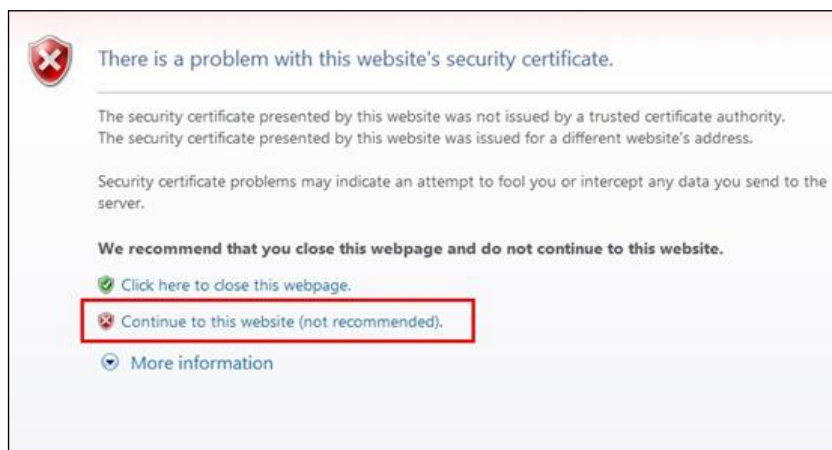 There is a problem with this website's security certificate.
The security certificate presented by this website was not issued by a trusted certificate authority.
The security certificate presented by this website was issued for a different website's address.
Security certificate problems may indicate an attempt to fool you or intercept any data you send to the
server.
We recommend that you close this webpage and do not continue to this website.
Click here to close this webpage.
Continue to this website (not recommended).
More information